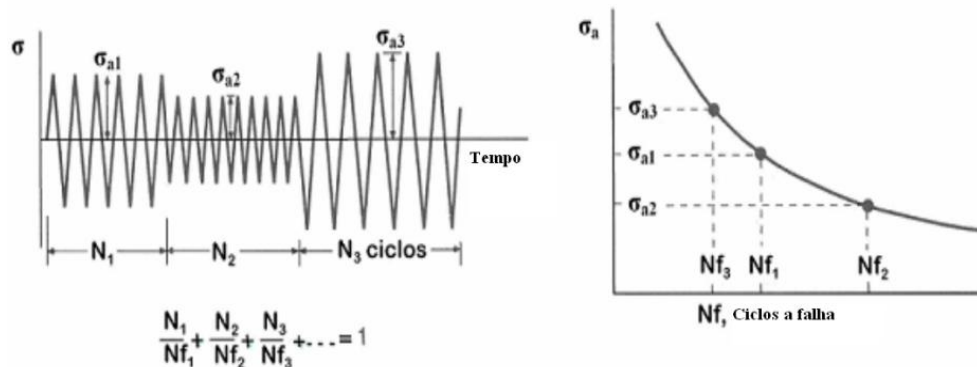 σ
σa1
σa2
σa3
Tempo
N1
N2
N3 ciclos
N1/Nf1 + N2/Nf2 + N3/Nf3 + .... = 1
σa
σa3
σa1
σa2
Nf3
Nf1
Nf2
Nf, Ciclos a falha